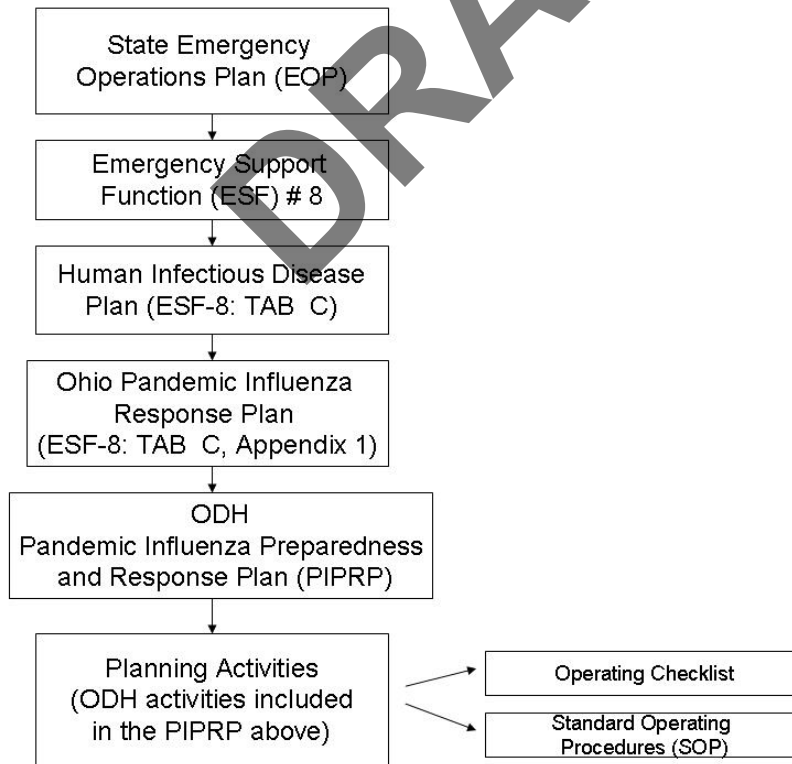 State Emergency
Operations Plan (EOP)
Emergency Support
Function (ESF) # 8
Human Infectious Disease
Plan (ESF-8: TAB C)
Ohio Pandemic Influenza
Response Plan
(ESF-8: TAB C, Appendix 1)
ODH
Pandemic Influenza Preparedness
and Response Plan (PIPRP)
Planning Activities
(ODH activities included
in the PIPRP above)
Operating Checklist
Standard Operating
Procedures (SOP)
DRA